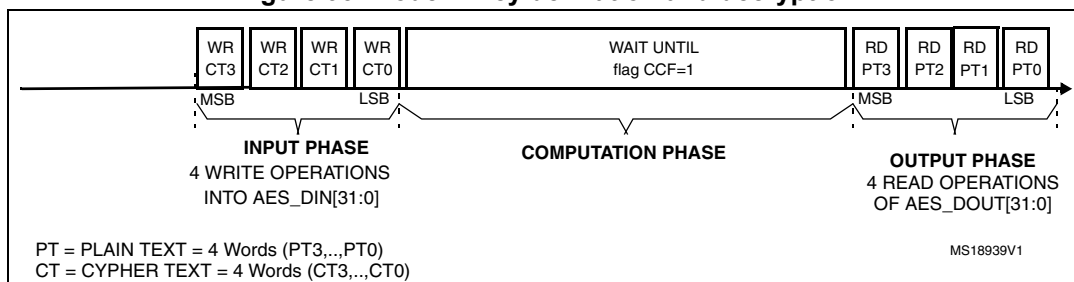 WR WR WR WR WAIT UNTIL RD RD RD RD
CT3 CT2 CT1 CT0 flag CCF=1 PT3 PT2 PT1 PT0
MSB LSB MSB LSB
INPUT PHASE COMPUTATION PHASE OUTPUT PHASE
4 WRITE OPERATIONS 4 READ OPERATIONS
INTO AES_DIN[31:0] OF AES_DOUT[31:0]
PT = PLAIN TEXT = 4 Words (PT3,..,PT0) MS18939V1
CT = CYPHER TEXT = 4 Words (CT3,..,CT0)